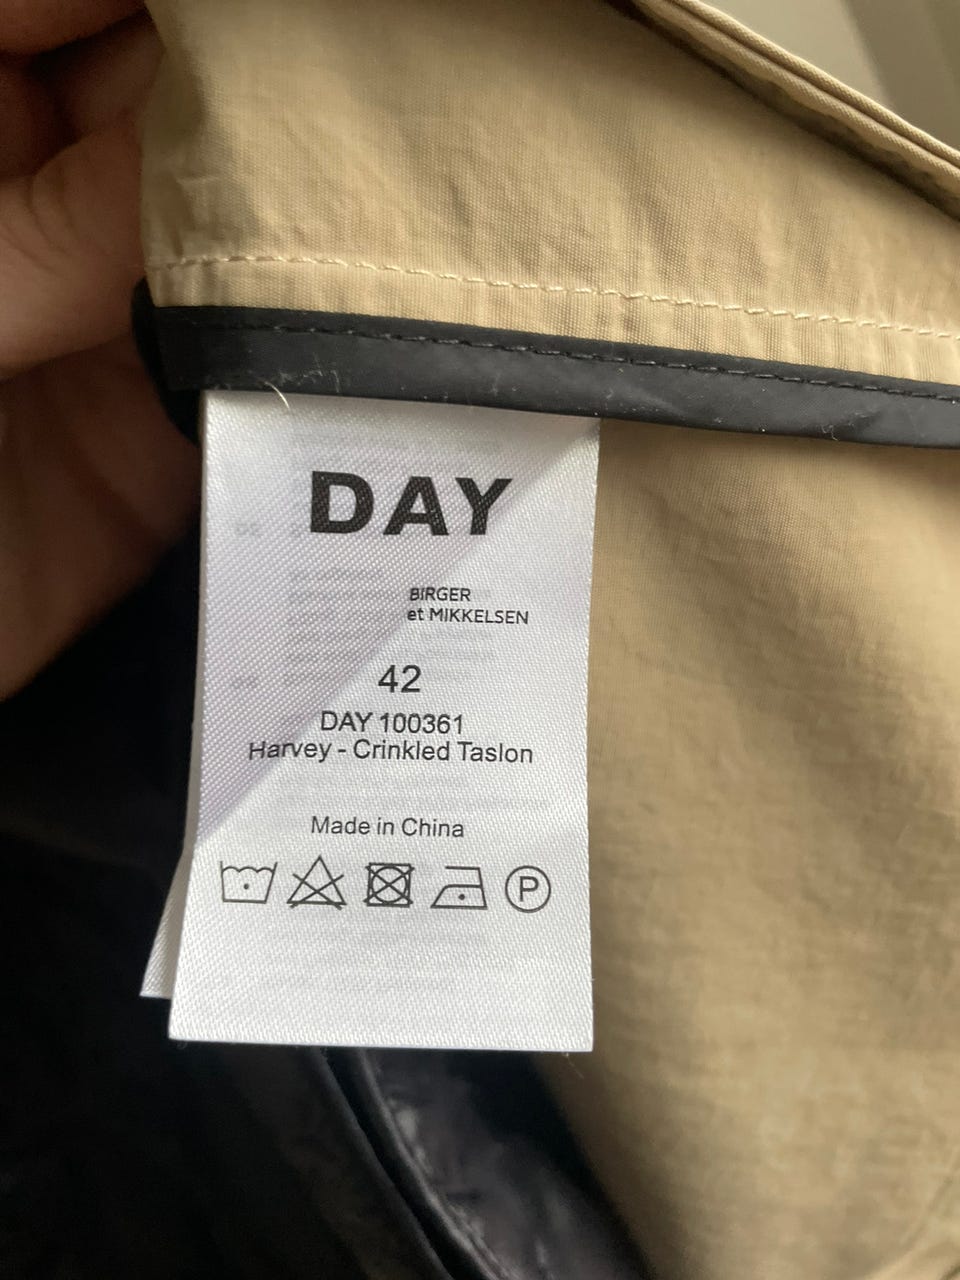 DAY
BIRGER
et MIKKELSEN
42
DAY 100361
Harvey - Crinkled Taslon
Made in China
P